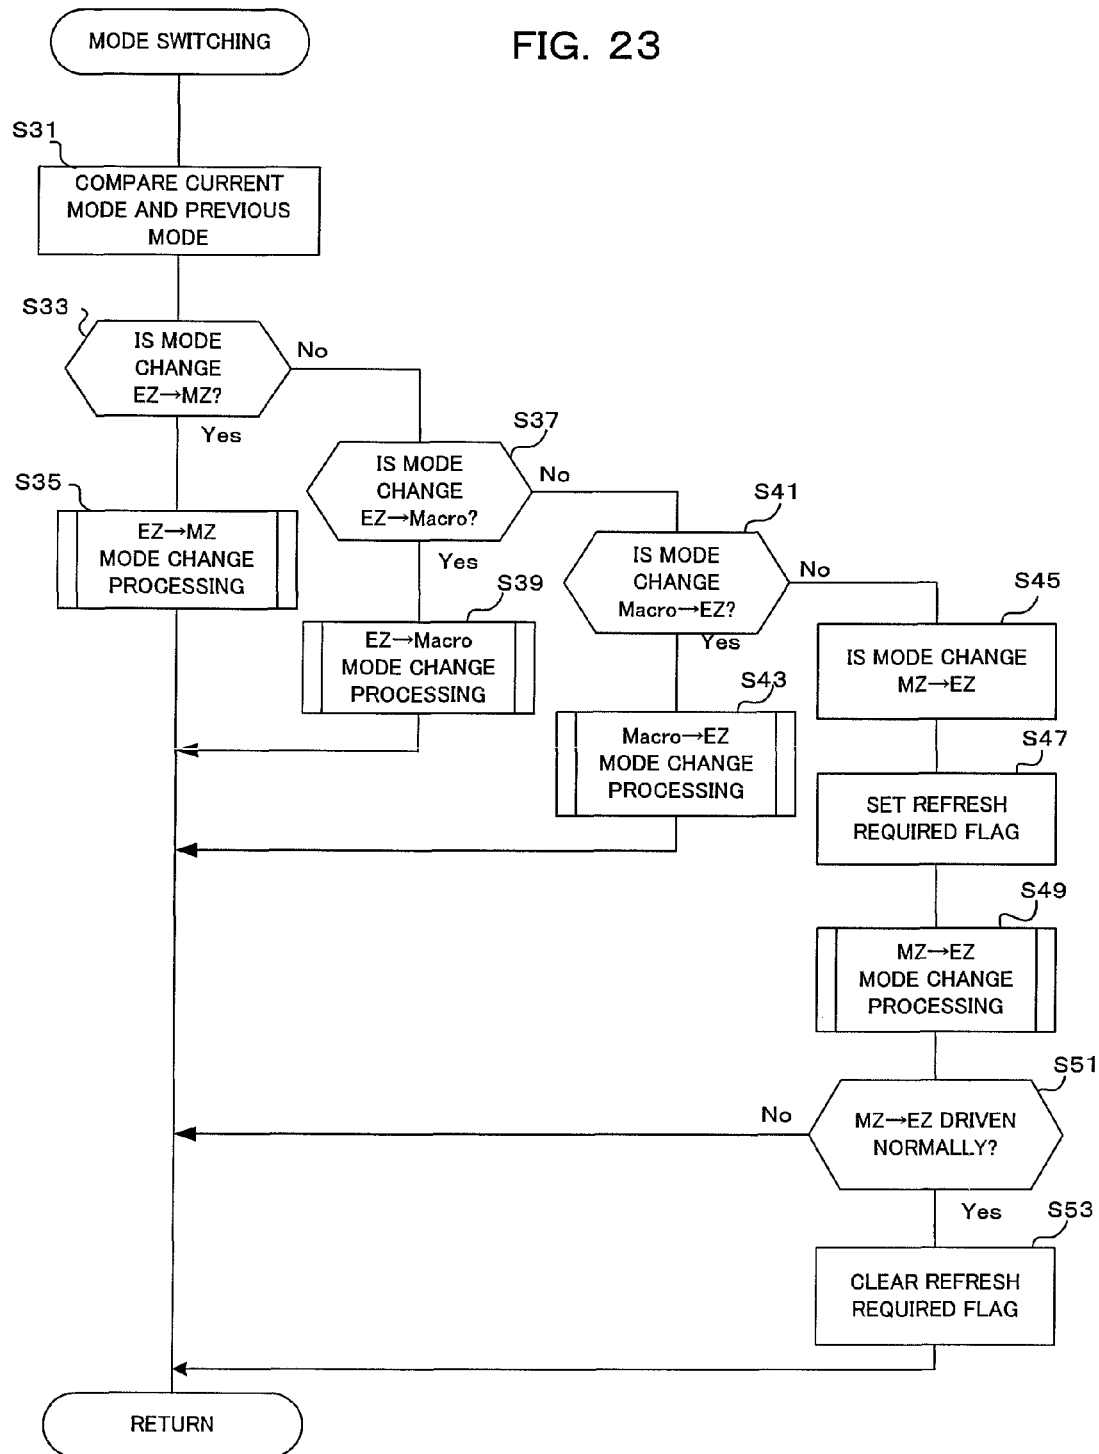 MODE SWITCHING
FIG. 23
S31
COMPARE CURRENT
MODE AND PREVIOUS
MODE
S33
IS MODE
CHANGE
EZ→MZ?
No
Yes
S35
EZ→MZ
MODE CHANGE
PROCESSING
S37
IS MODE
CHANGE
EZ→Macro?
No
Yes
S39
EZ→Macro
MODE CHANGE
PROCESSING
S41
IS MODE
CHANGE
Macro→EZ?
No
Yes
S43
Macro→EZ
MODE CHANGE
PROCESSING
S45
IS MODE CHANGE
MZ→EZ
S47
SET REFRESH
REQUIRED FLAG
S49
MZ→EZ
MODE CHANGE
PROCESSING
S51
MZ→EZ DRIVEN
NORMALLY?
No
Yes
S53
CLEAR REFRESH
REQUIRED FLAG
RETURN